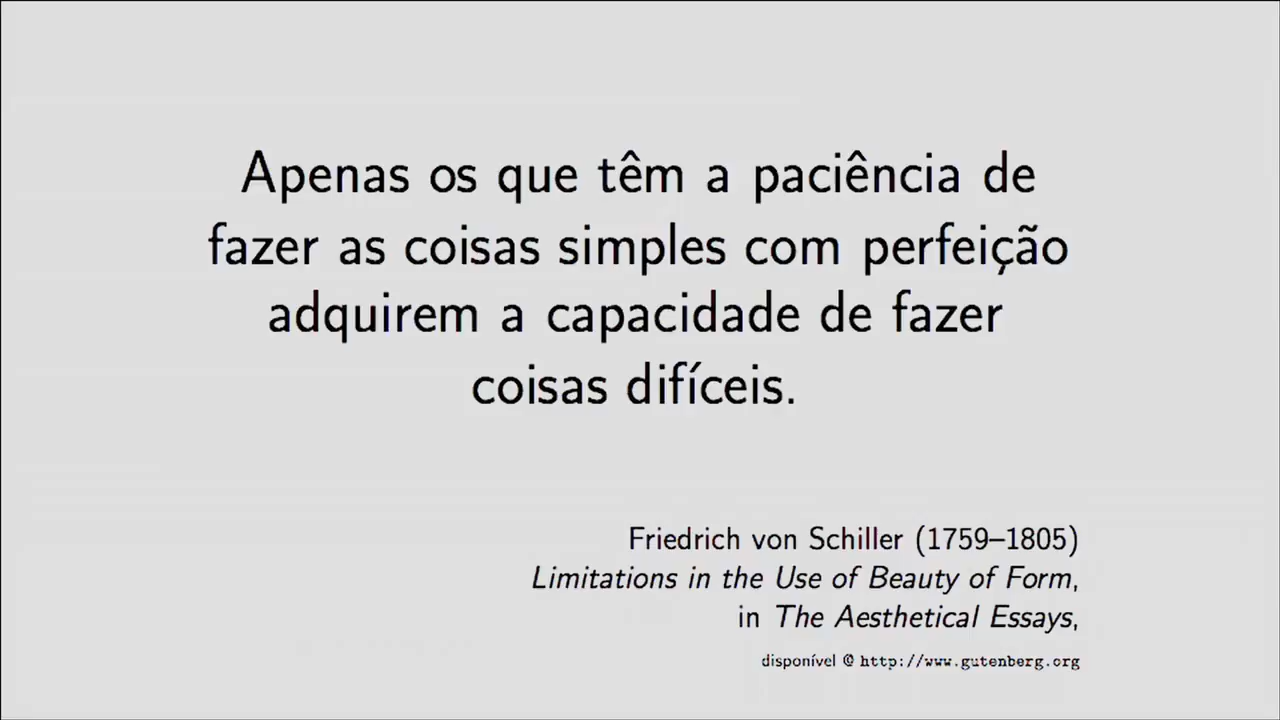 Apenas os que têm a paciência de
fazer as coisas simples com perfeição
adquirem a capacidade de fazer
coisas difíceis.
Friedrich von Schiller (1759–1805)
Limitations in the Use of Beauty of Form,
in The Aesthetical Essays,
disponível @ http://www.gutenberg.org